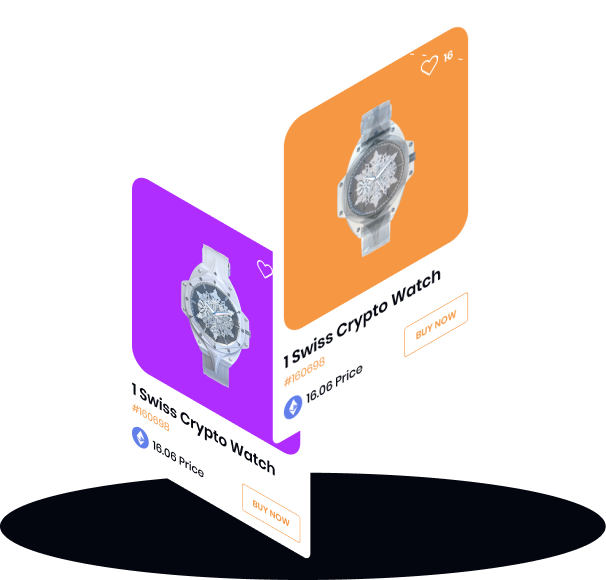 16
1 Swiss Crypto Watch
#160698
16.06 Price
BUY NOW
1 Swiss Crypto Watch
#160698
16.06 Price
BUY NOW